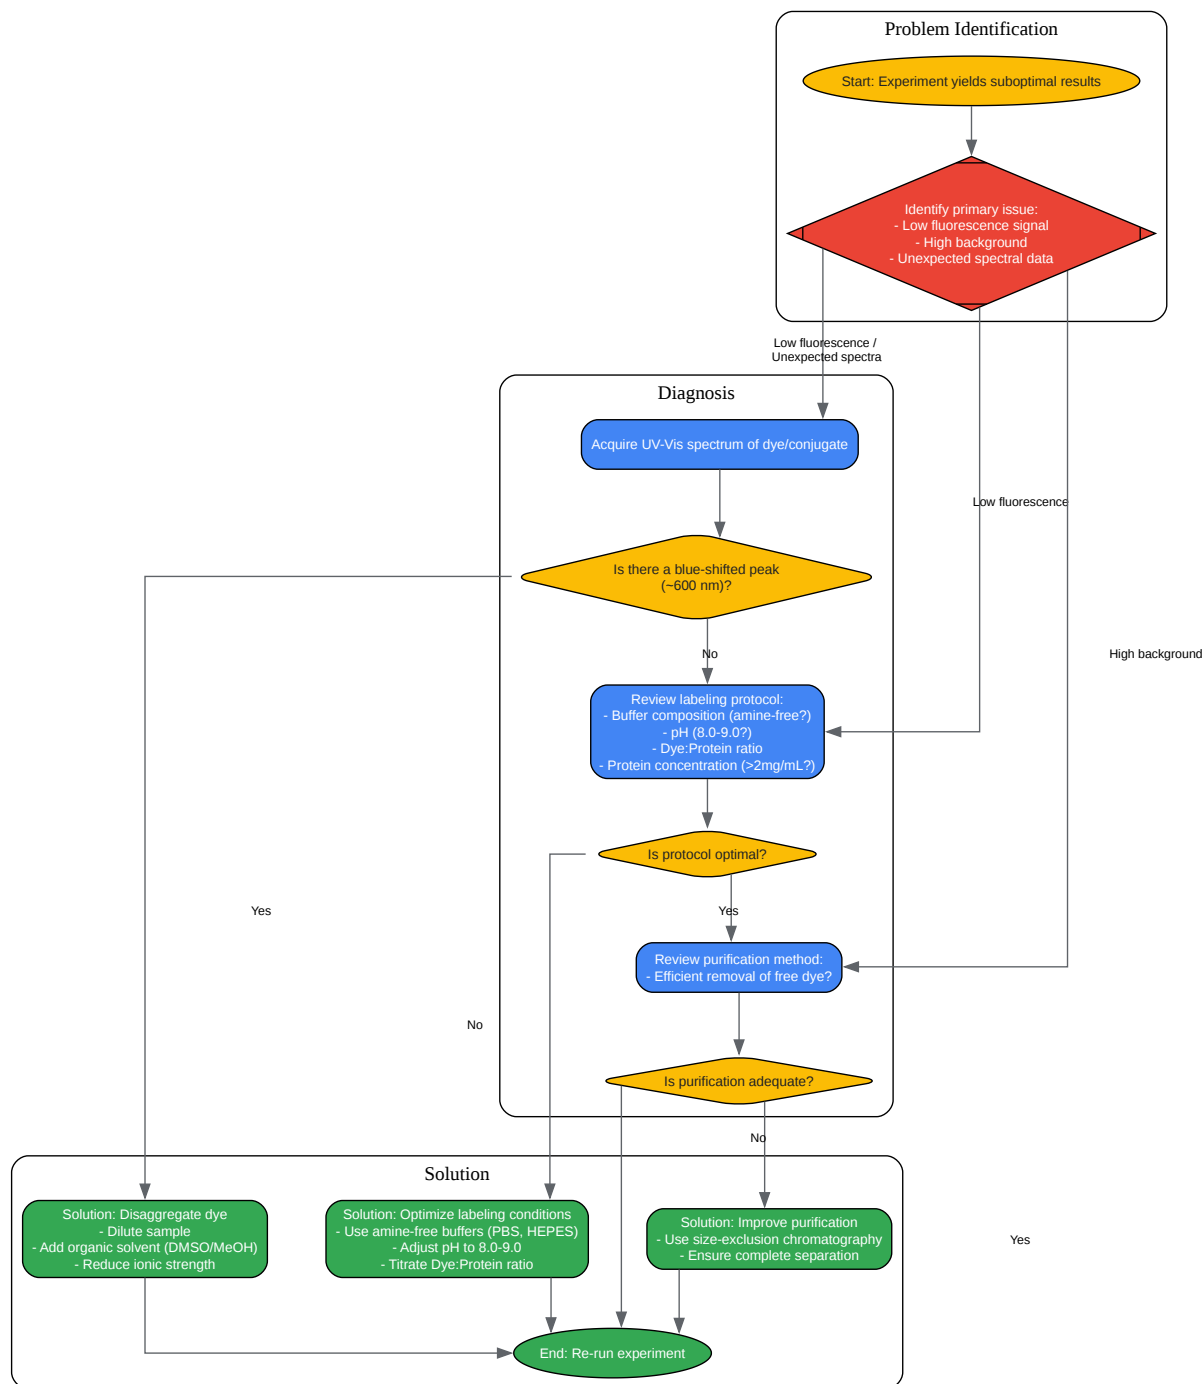 Problem Identification
Start: Experiment yields suboptimal results
Identify primary issue:
- Low fluorescence signal
- High background
- Unexpected spectral data
Low fluorescence /
Unexpected spectra
Diagnosis
Acquire UV-Vis spectrum of dye/conjugate
Low fluorescence
Is there a blue-shifted peak
(~600 nm)?
No
High background
Review labeling protocol:
- Buffer composition (amine-free?)
- pH (8.0-9.0?)
- Dye:Protein ratio
- Protein concentration (>2mg/mL?)
Is protocol optimal?
Yes
Yes
Review purification method:
- Efficient removal of free dye?
No
Is purification adequate?
No
Solution
Solution: Disaggregate dye
- Dilute sample
- Add organic solvent (DMSO/MeOH)
- Reduce ionic strength
Solution: Optimize labeling conditions
- Use amine-free buffers (PBS, HEPES)
- Adjust pH to 8.0-9.0
- Titrate Dye:Protein ratio
Solution: Improve purification
- Use size-exclusion chromatography
- Ensure complete separation
Yes
End: Re-run experiment